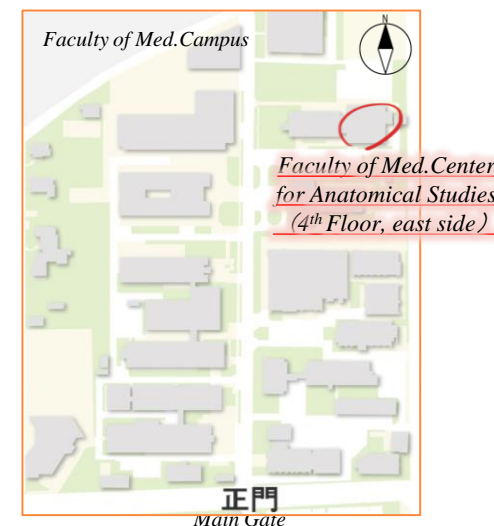 Faculty of Med.Campus
N
Faculty of Med.Center
for Anatomical Studies
（4th Floor, east side）
正門
Main Gate